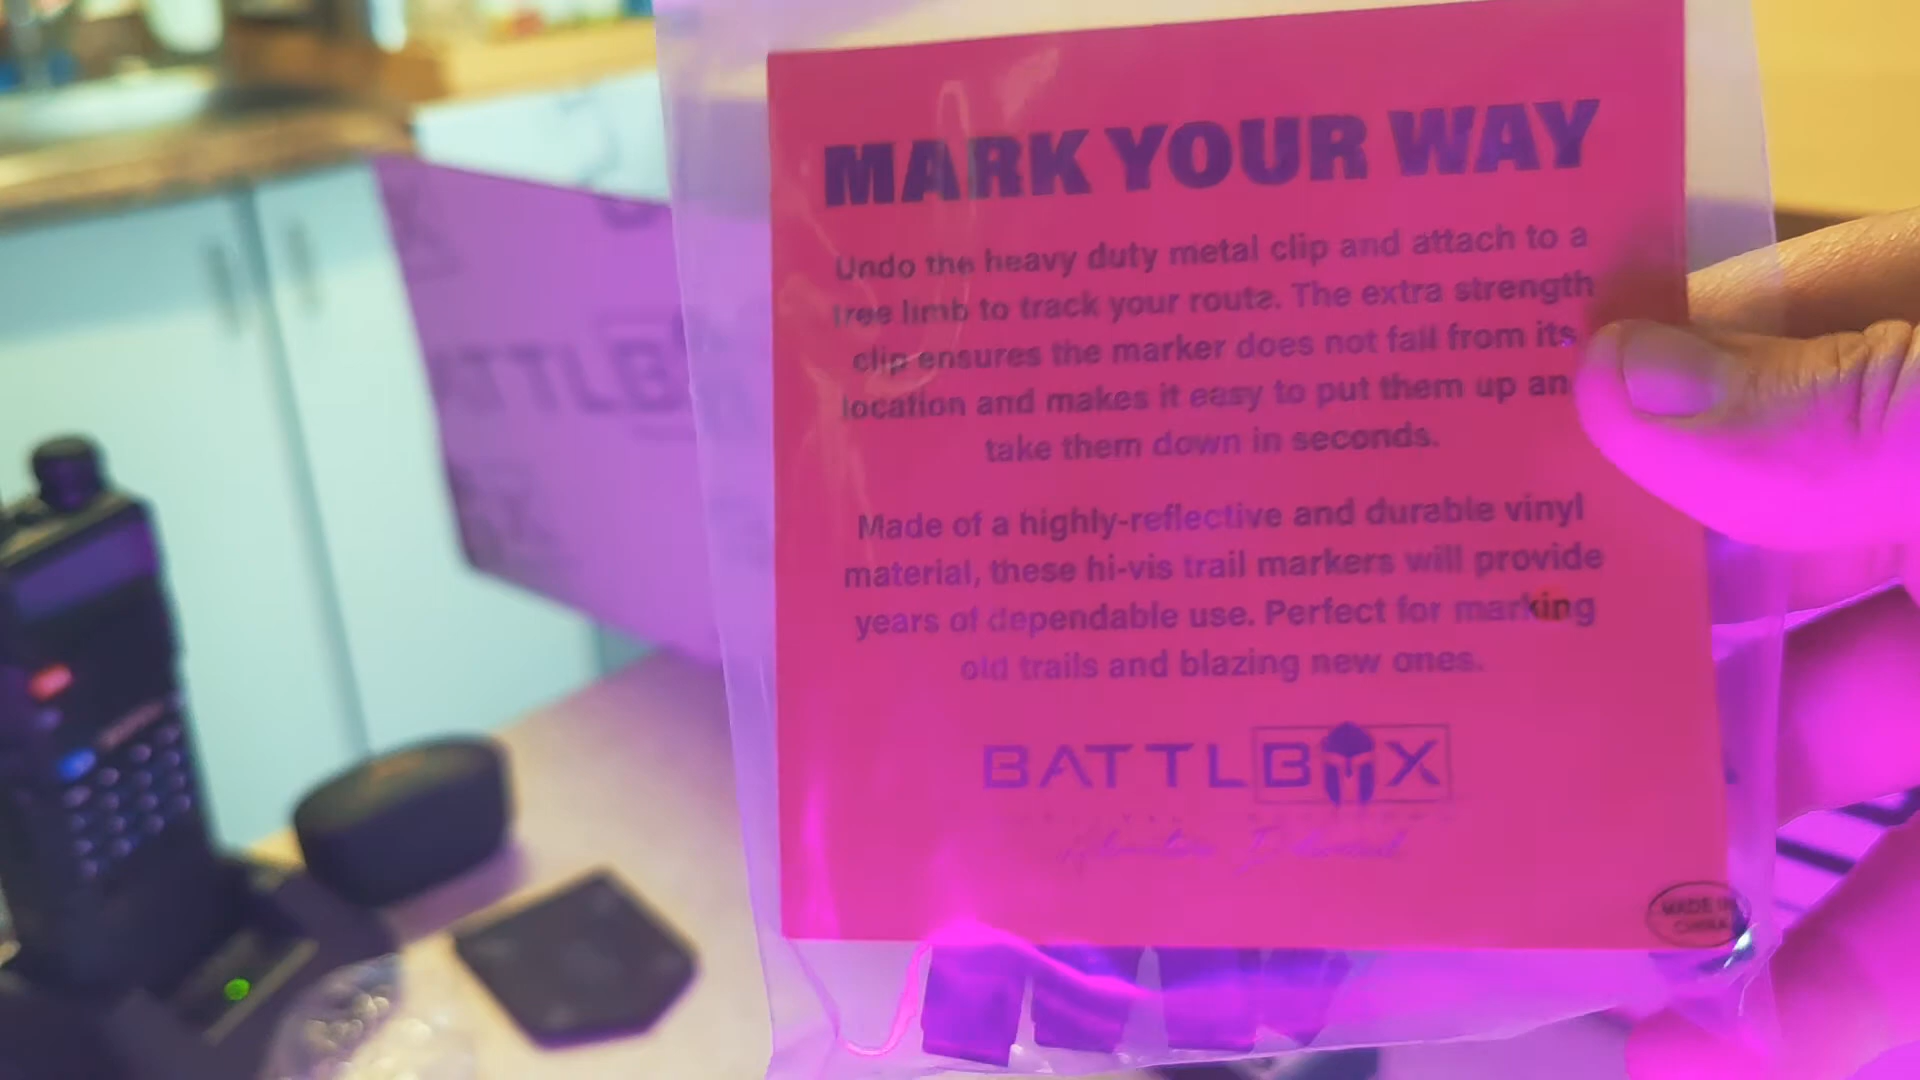 MARK YOUR WAY
Undo the heavy duty metal clip and attach to a
tree limb to track your route. The extra strength
clip ensures the marker does not fall from its
location and makes it easy to put them up an
take them down in seconds.
Made of a highly-reflective and durable vinyl
material, these hi-vis trail markers will provide
years of dependable use. Perfect for marking
old trails and blazing new ones.
BATTLBOX
MADE IN
CHINA
ATTLB